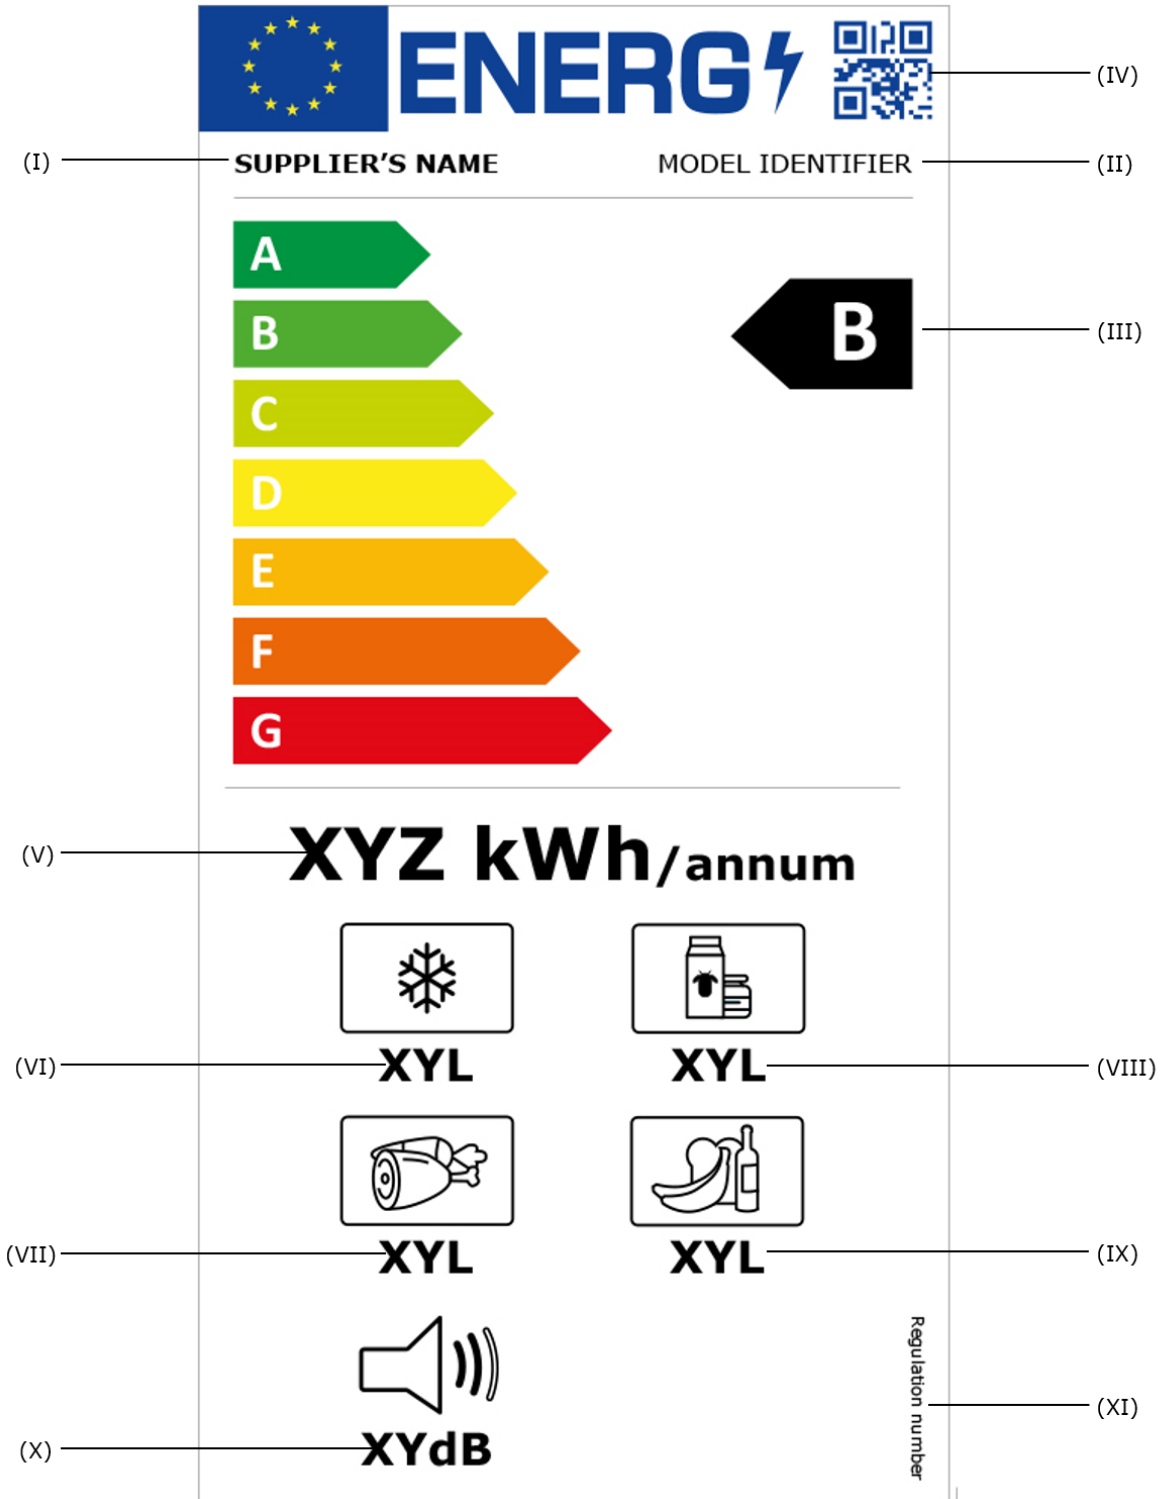 ENERG
(IV)
(I)
SUPPLIER’S NAME
MODEL IDENTIFIER
(II)
A
B
B
(III)
C
D
E
F
G
(V)
XYZ kWh/annum
(VI)
XYL
XYL
(VIII)
(VII)
XYL
XYL
(IX)
Regulation number
(XI)
(X)
XYdB